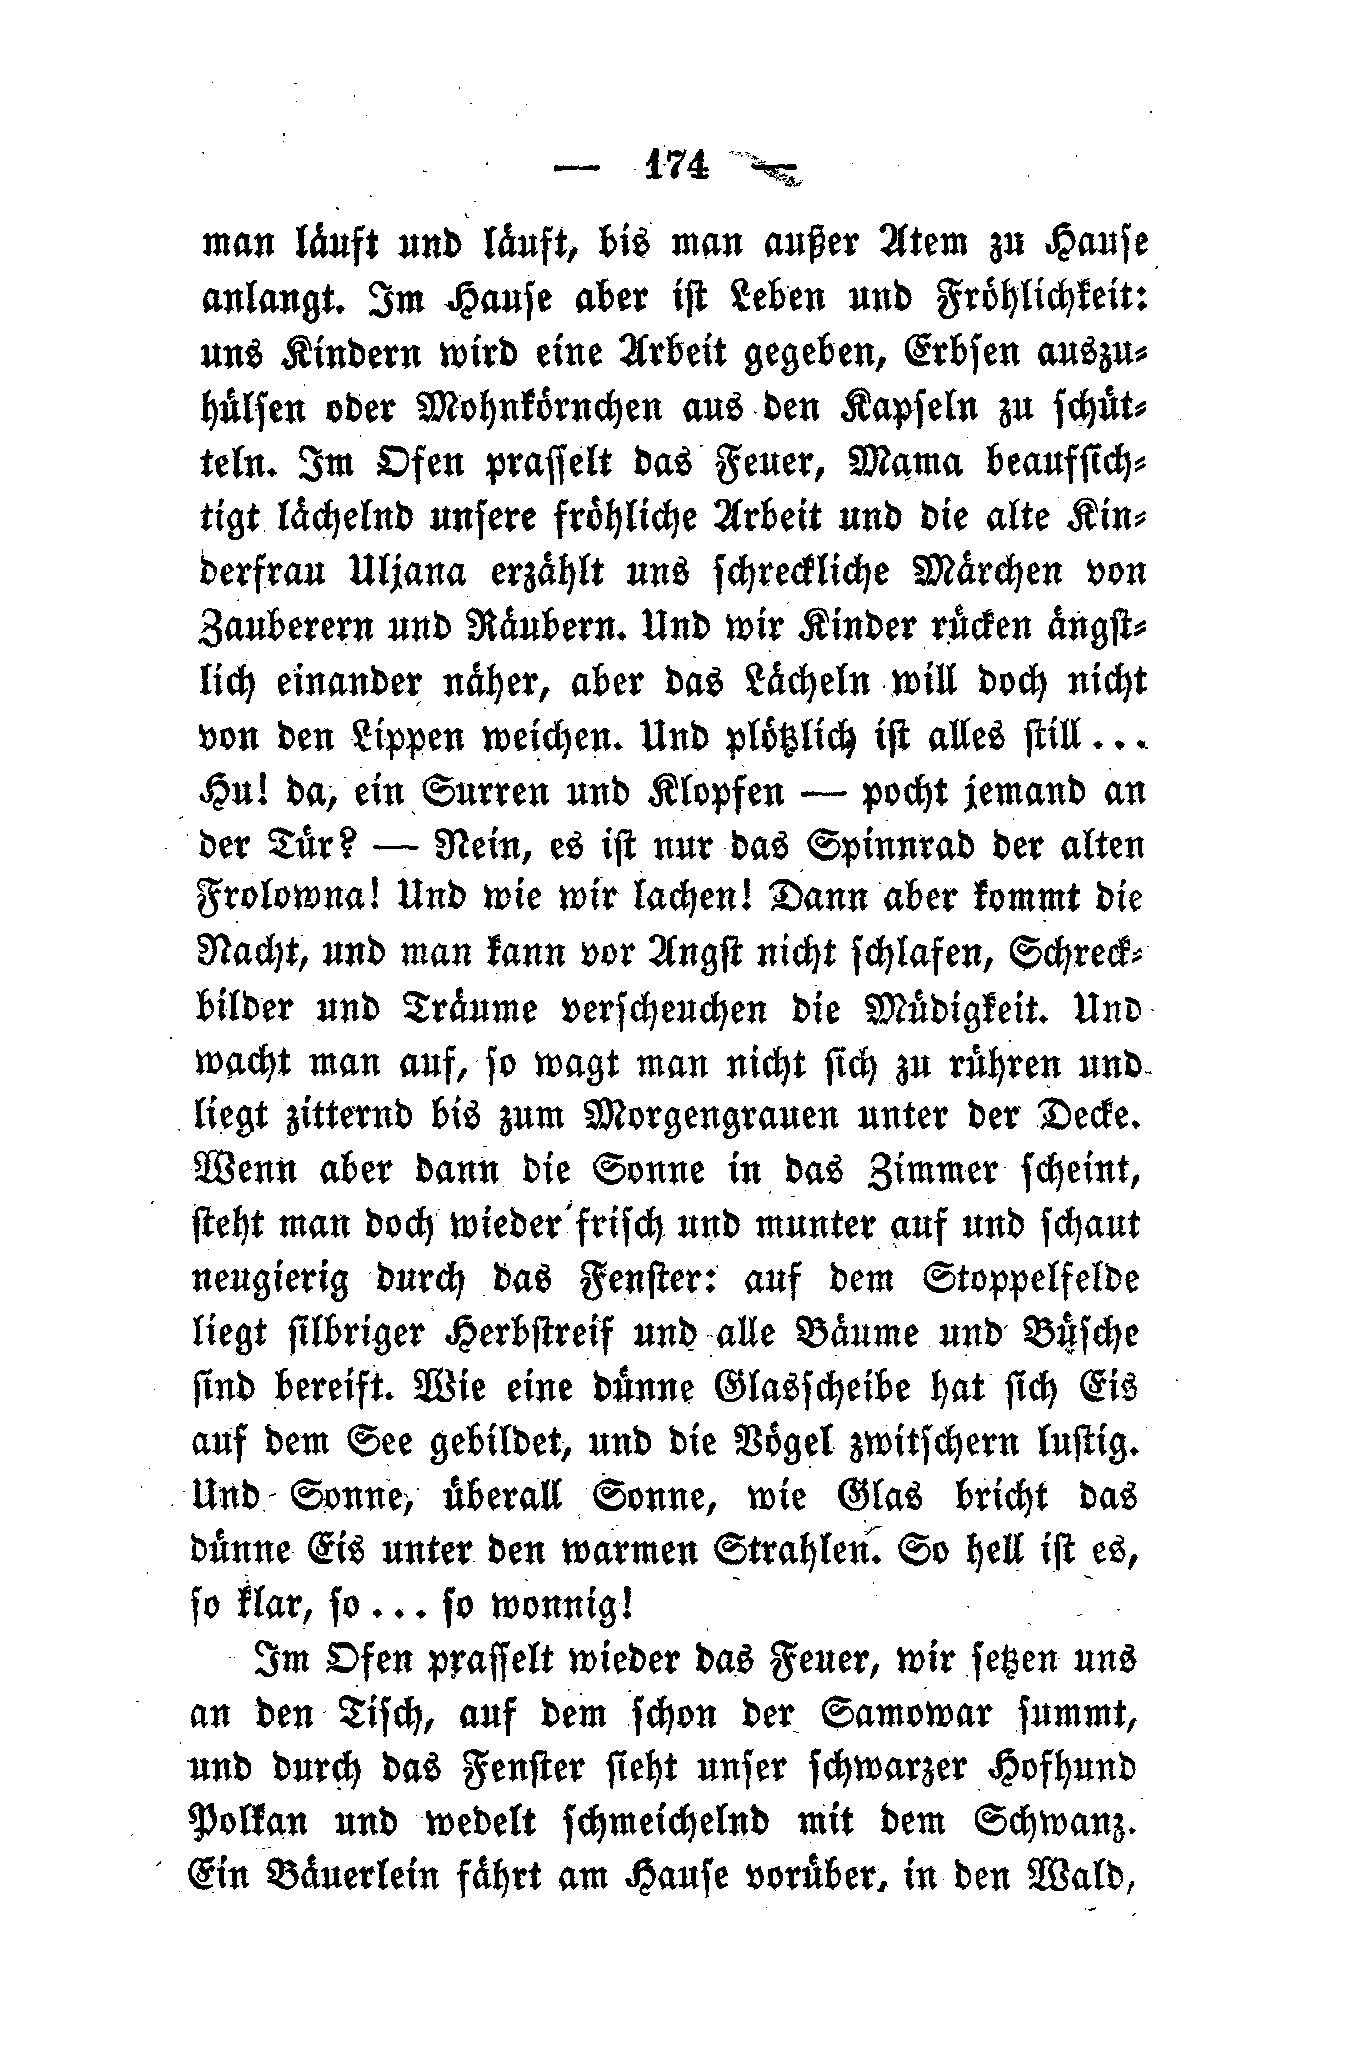 — 174 —
man läuft und läuft, bis man außer Atem zu Hause
anlangt. Im Hause aber ist Leben und Fröhlichkeit:
uns Kindern wird eine Arbeit gegeben, Erbsen auszu-
hülsen oder Mohnkörnchen aus den Kapseln zu schüt-
teln. Im Ofen prasselt das Feuer, Mama beaufsich-
tigt lächelnd unsere fröhliche Arbeit und die alte Kin-
derfrau Uljana erzählt uns schreckliche Märchen von
Zauberern und Räubern. Und wir Kinder rücken ängst-
lich einander näher, aber das Lächeln will doch nicht
von den Lippen weichen. Und plötzlich ist alles still...
Hu! da, ein Surren und Klopfen — pocht jemand an
der Tür? — Nein, es ist nur das Spinnrad der alten
Frolowna! Und wie wir lachen! Dann aber kommt die
Nacht, und man kann vor Angst nicht schlafen, Schreck-
bilder und Träume verscheuchen die Müdigkeit. Und
wacht man auf, so wagt man nicht sich zu rühren und
liegt zitternd bis zum Morgengrauen unter der Decke.
Wenn aber dann die Sonne in das Zimmer scheint,
steht man doch wieder frisch und munter auf und schaut
neugierig durch das Fenster: auf dem Stoppelfelde
liegt silbriger Herbstreif und alle Bäume und Büsche
sind bereift. Wie eine dünne Glasscheibe hat sich Eis
auf dem See gebildet, und die Vögel zwitschern lustig.
Und Sonne, überall Sonne, wie Glas bricht das
dünne Eis unter den warmen Strahlen. So hell ist es,
so klar, so... so wonnig!
Im Ofen prasselt wieder das Feuer, wir setzen uns
an den Tisch, auf dem schon der Samowar summt,
und durch das Fenster sieht unser schwarzer Hofhund
Polkan und wedelt schmeichelnd mit dem Schwanz.
Ein Bäuerlein fährt am Hause vorüber, in den Wald,